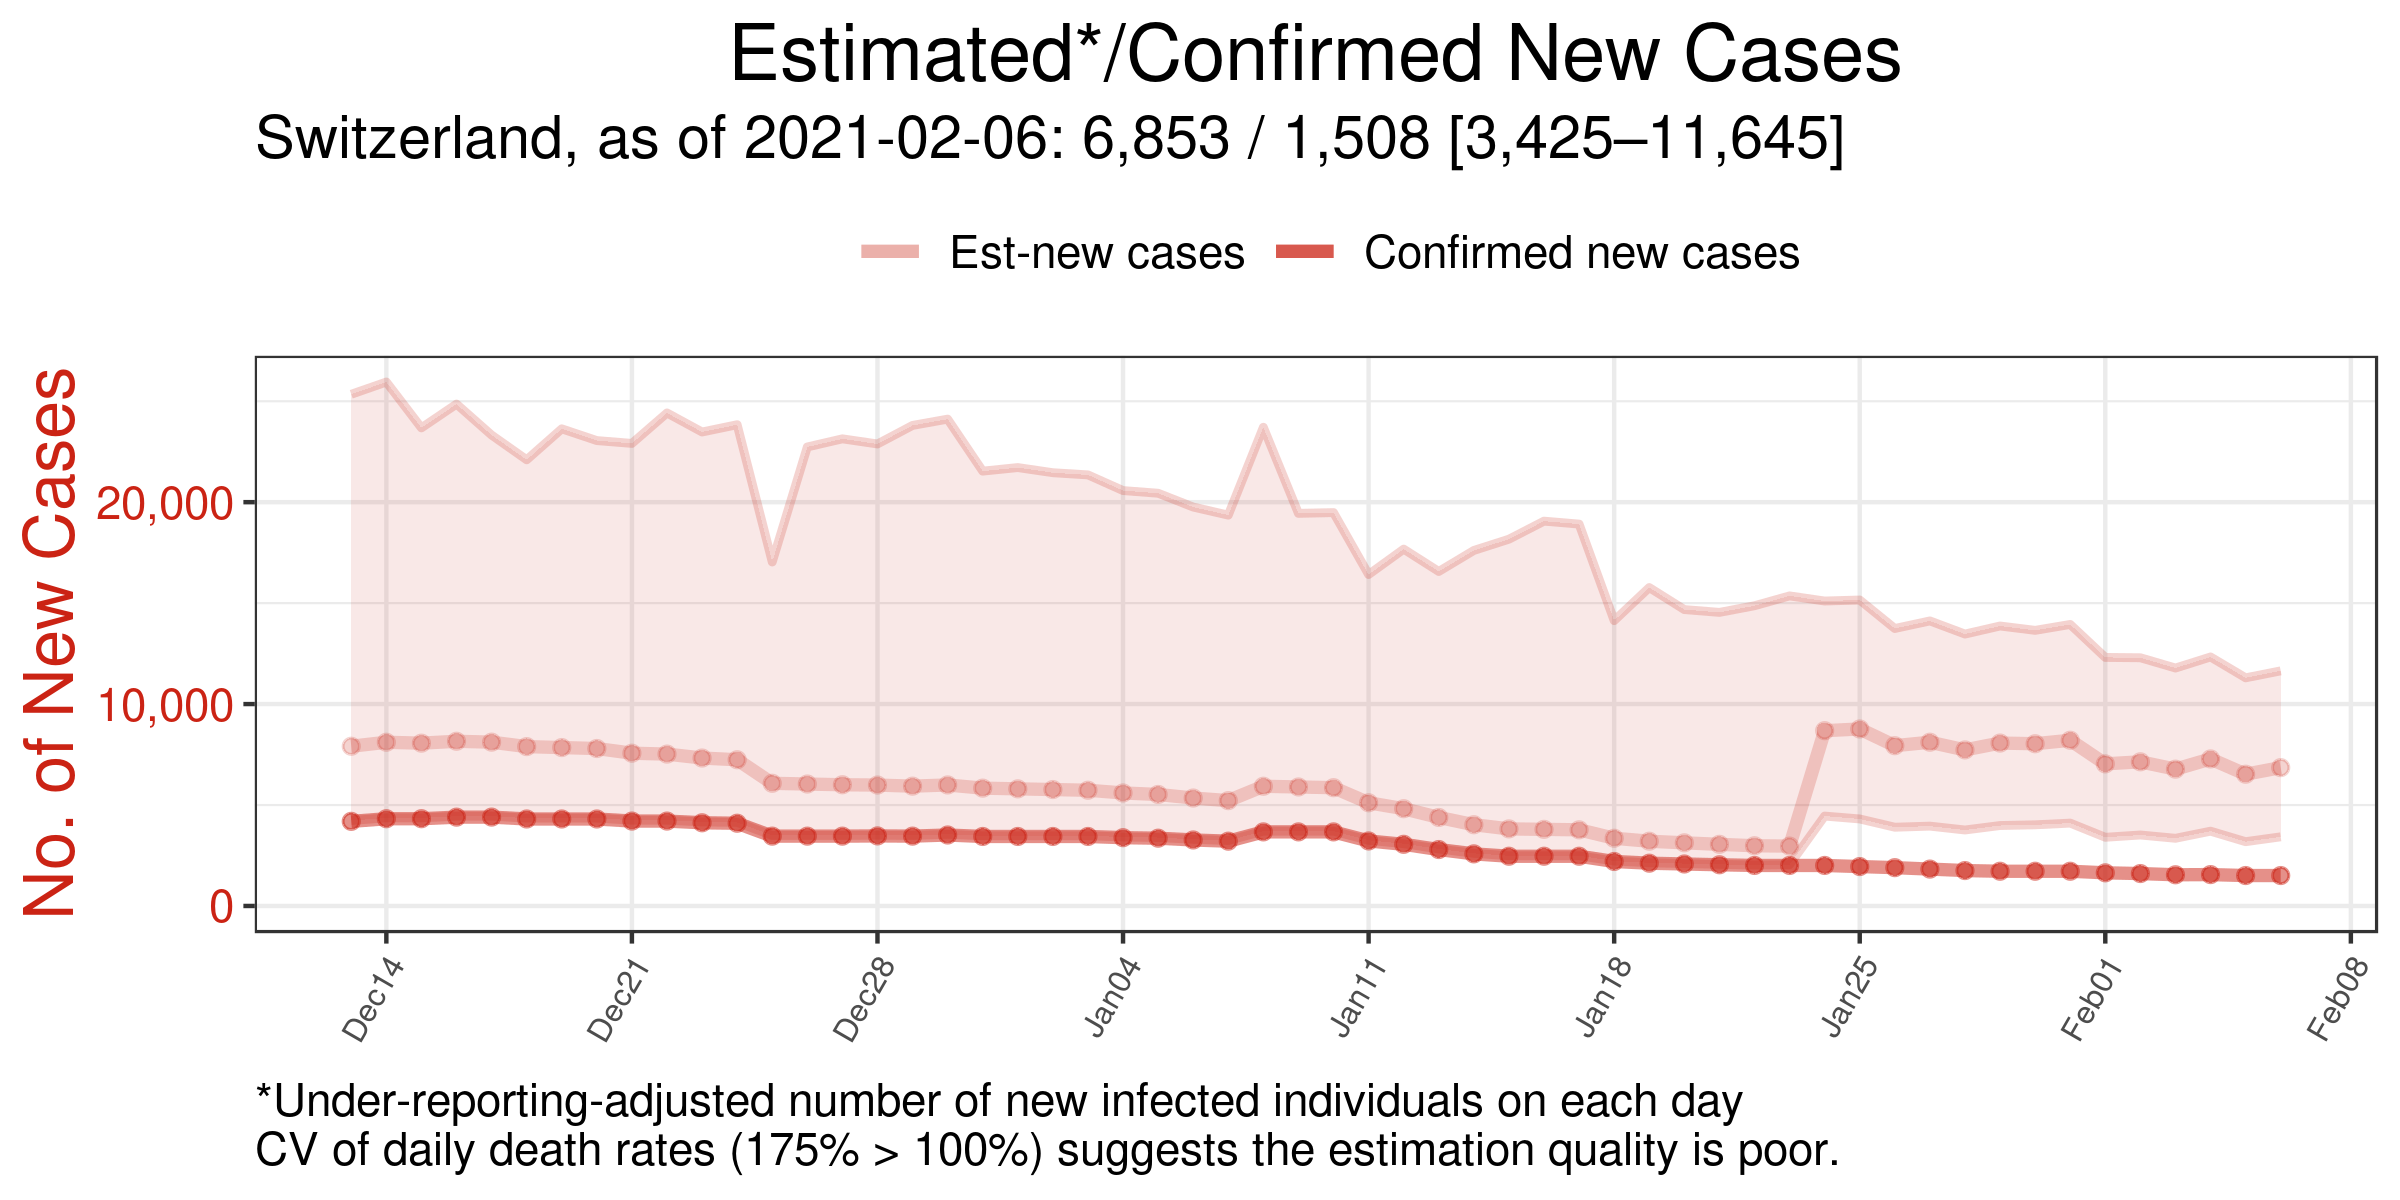 Estimated*/Confirmed New Cases
Switzerland, as of 2021-02-06: 6,853 / 1,508 [3,425–11,645]
Est-new cases
Confirmed new cases
No. of New Cases
20,000
10,000
0
Dec14
Dec21
Dec28
Jan04
Jan11
Jan18
Jan25
Feb01
Feb08
*Under-reporting-adjusted number of new infected individuals on each day
CV of daily death rates (175% > 100%) suggests the estimation quality is poor.